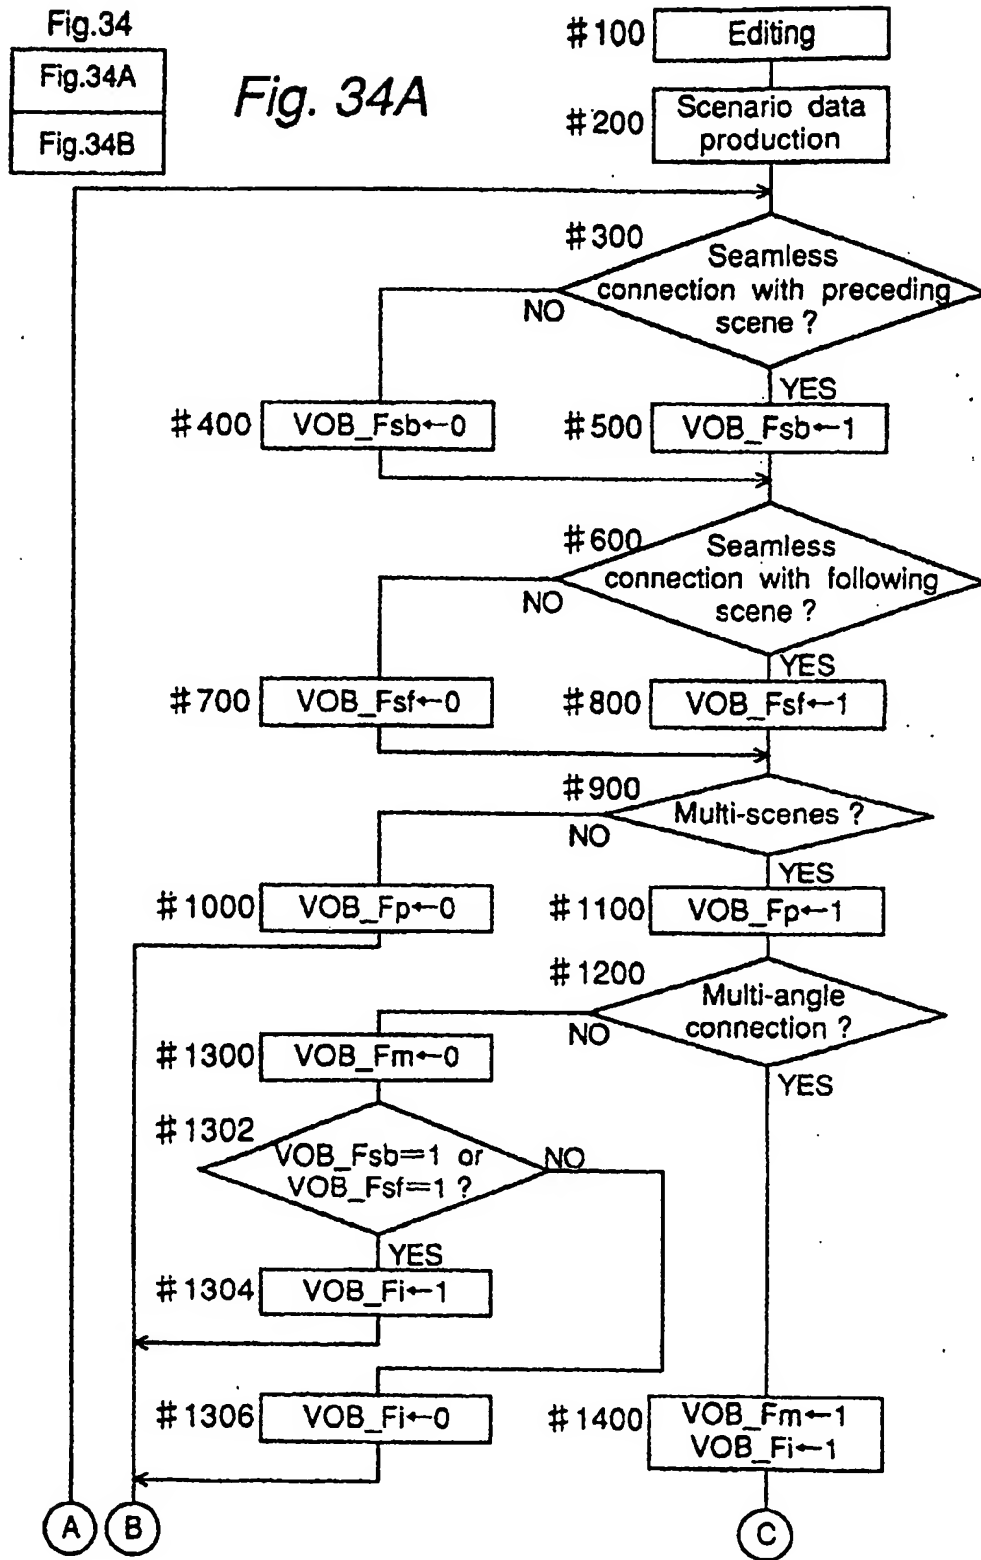 Fig.34
Fig.34A
Fig.34B
Fig. 34A
#100
Editing
#200
Scenario data
production
#300
Seamless
connection with preceding
scene ?
NO
YES
#400
VOB_Fsb←0
#500
VOB_Fsb←1
#600
Seamless
connection with following
scene ?
NO
YES
#700
VOB_Fsf←0
#800
VOB_Fsf←1
#900
Multi-scenes ?
NO
YES
#1000
VOB_Fp←0
#1100
VOB_Fp←1
#1200
Multi-angle
connection ?
NO
YES
#1300
VOB_Fm←0
#1302
VOB_Fsb=1 or
VOB_Fsf=1 ?
NO
YES
#1304
VOB_Fi←1
#1306
VOB_Fi←0
#1400
VOB_Fm←1
VOB_Fi←1
A
B
C